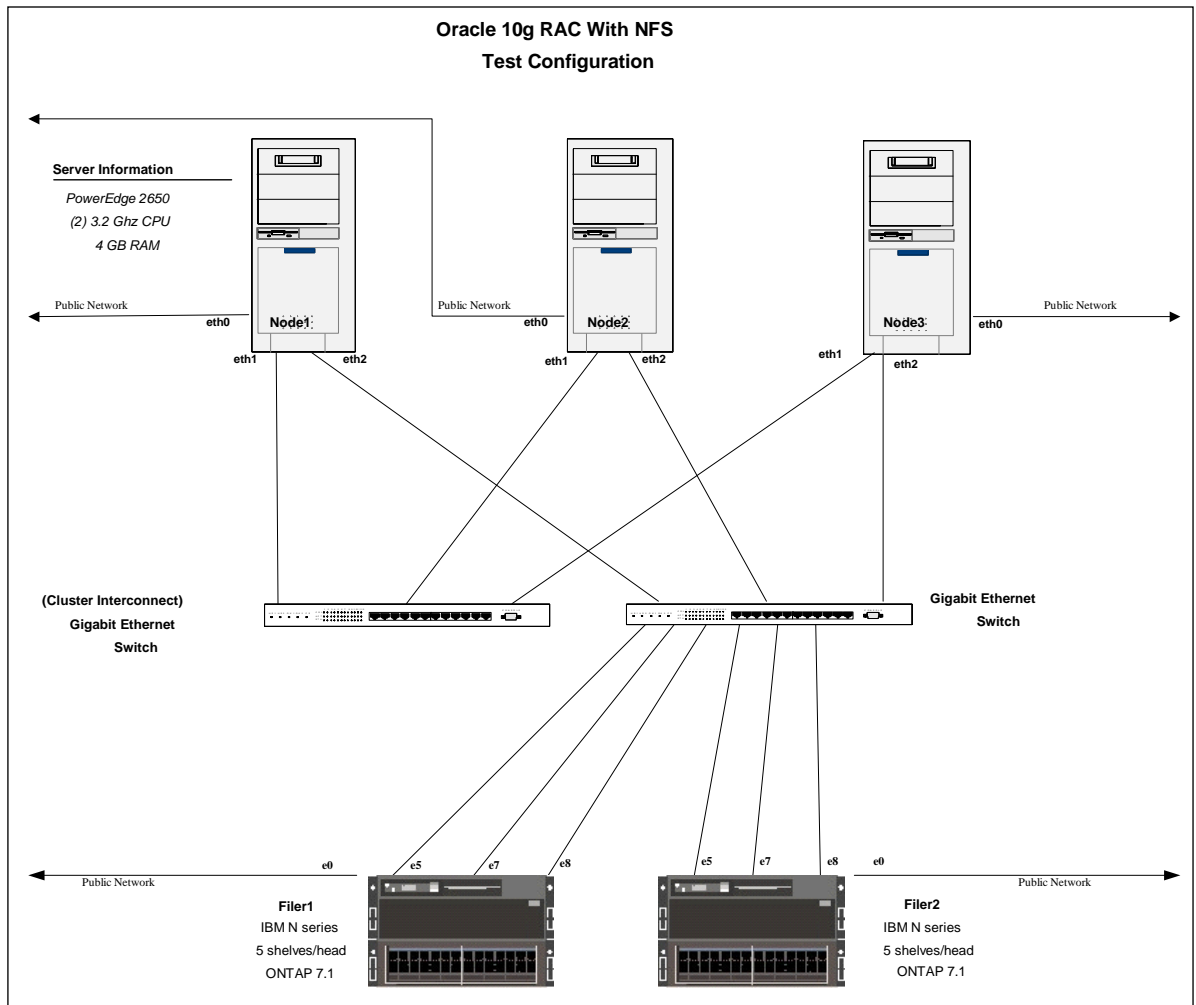 Oracle 10g RAC With NFS
Test Configuration
Server Information
PowerEdge 2650
(2) 3.2 Ghz CPU
4 GB RAM
Public Network
eth0
Node1
eth1
eth2
Public Network
eth0
Node2
eth1
eth2
Public Network
eth0
Node3
eth1
eth2
(Cluster Interconnect)
Gigabit Ethernet
Switch
Gigabit Ethernet
Switch
e0
e5
e7
e8
Public Network
Filer1
IBM N series
5 shelves/head
ONTAP 7.1
e5
e7
e8
e0
Public Network
Filer2
IBM N series
5 shelves/head
ONTAP 7.1